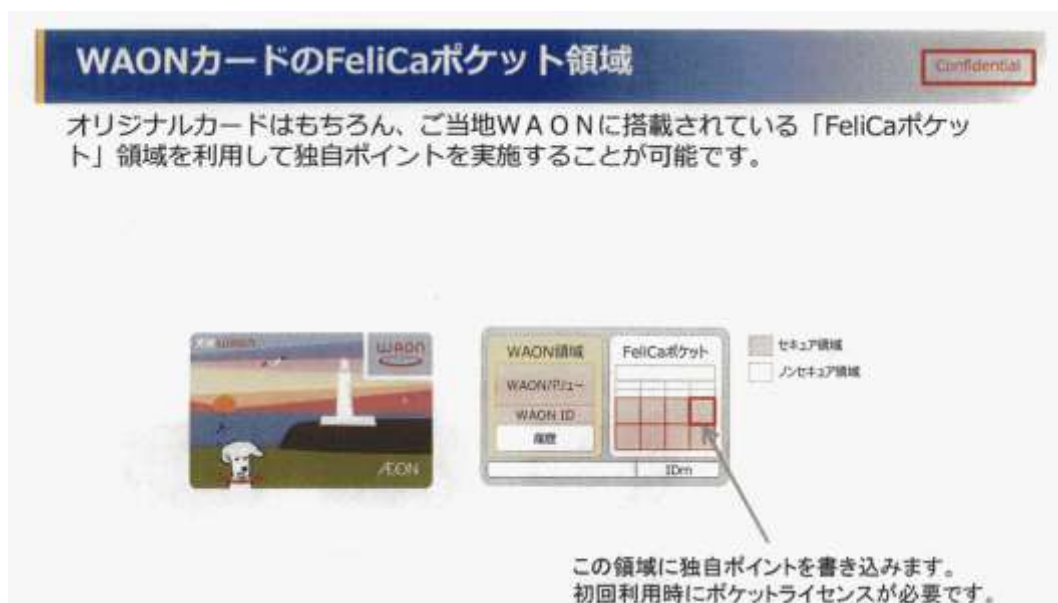 WAONカードのFeliCaポケット領域
Confidential
オリジナルカードはもちろん、ご当地ＷＡＯＮに搭載されている「FeliCaポケッ
ト」領域を利用して独自ポイントを実施することが可能です。
WAON
WAON
ÆON
WAON領域
WAON/バリュー
WAON ID
履歴
FeliCaポケット
IDm
セキュア領域
ノンセキュア領域
この領域に独自ポイントを書き込みます。
初回利用時にポケットライセンスが必要です。